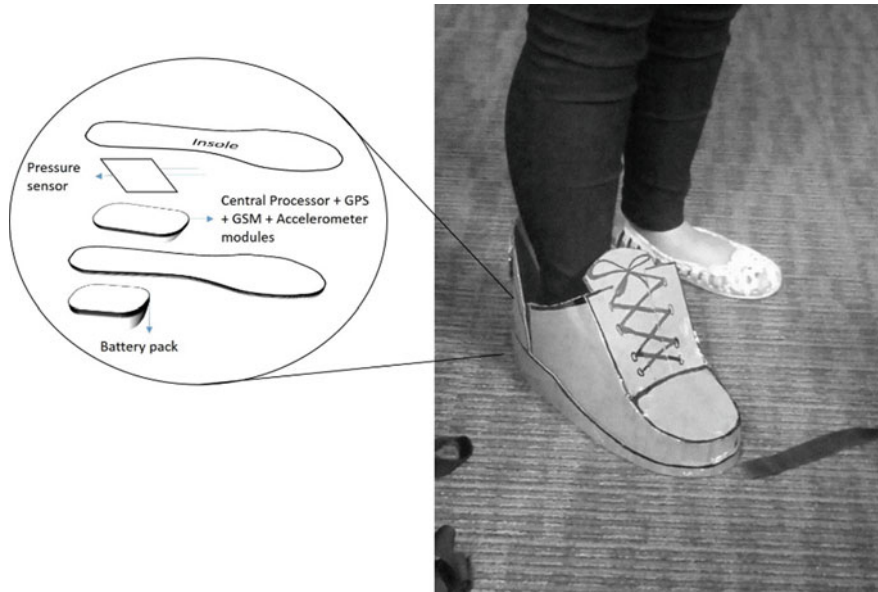 Insole
Pressure
sensor
Central Processor + GPS
+ GSM + Accelerometer
modules
Battery pack